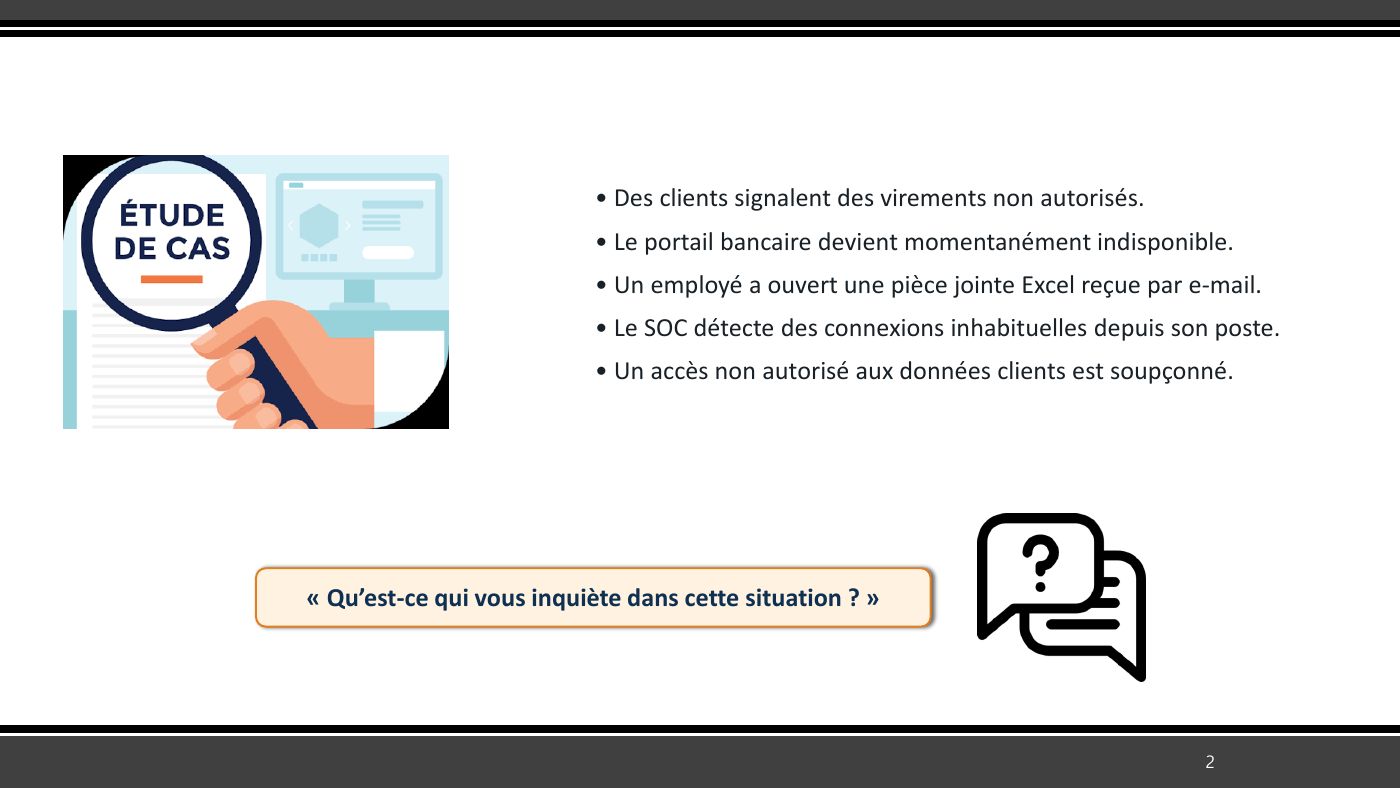 ÉTUDE
DE CAS
• Des clients signalent des virements non autorisés.
• Le portail bancaire devient momentanément indisponible.
• Un employé a ouvert une pièce jointe Excel reçue par e-mail.
• Le SOC détecte des connexions inhabituelles depuis son poste.
• Un accès non autorisé aux données clients est soupçonné.
« Qu’est-ce qui vous inquiète dans cette situation ? »
?
2